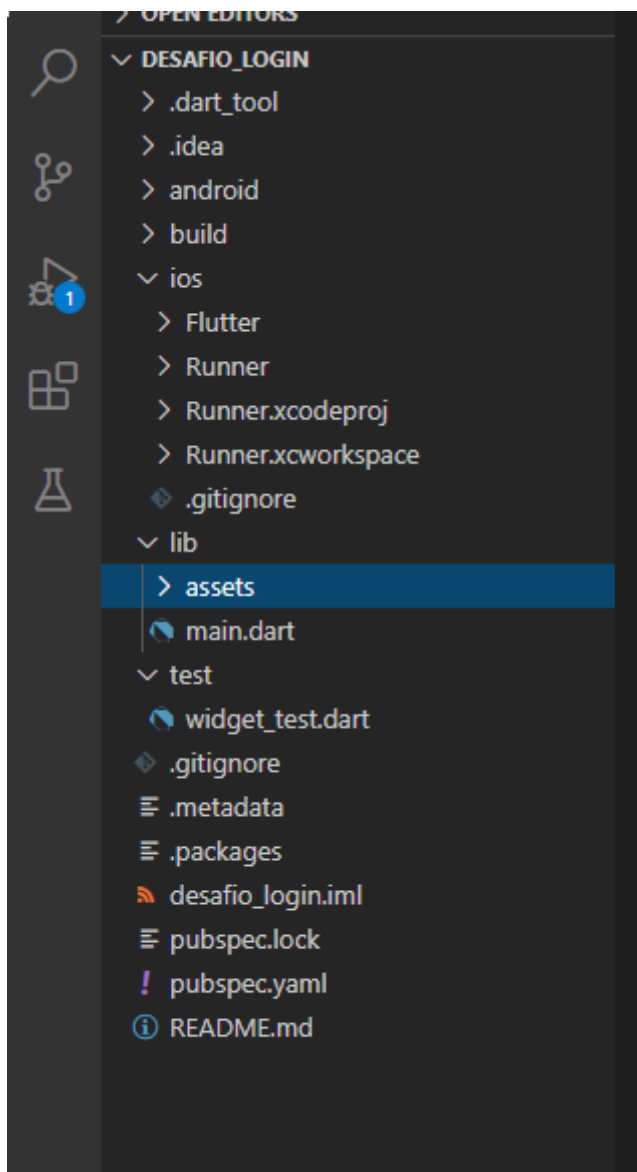 OPEN EDITORS
DESAFIO_LOGIN
.dart_tool
.idea
android
build
ios
Flutter
Runner
Runner.xcodeproj
Runner.xcworkspace
.gitignore
lib
assets
main.dart
test
widget_test.dart
.gitignore
.metadata
.packages
desafio_login.iml
pubspec.lock
pubspec.yaml
README.md
1